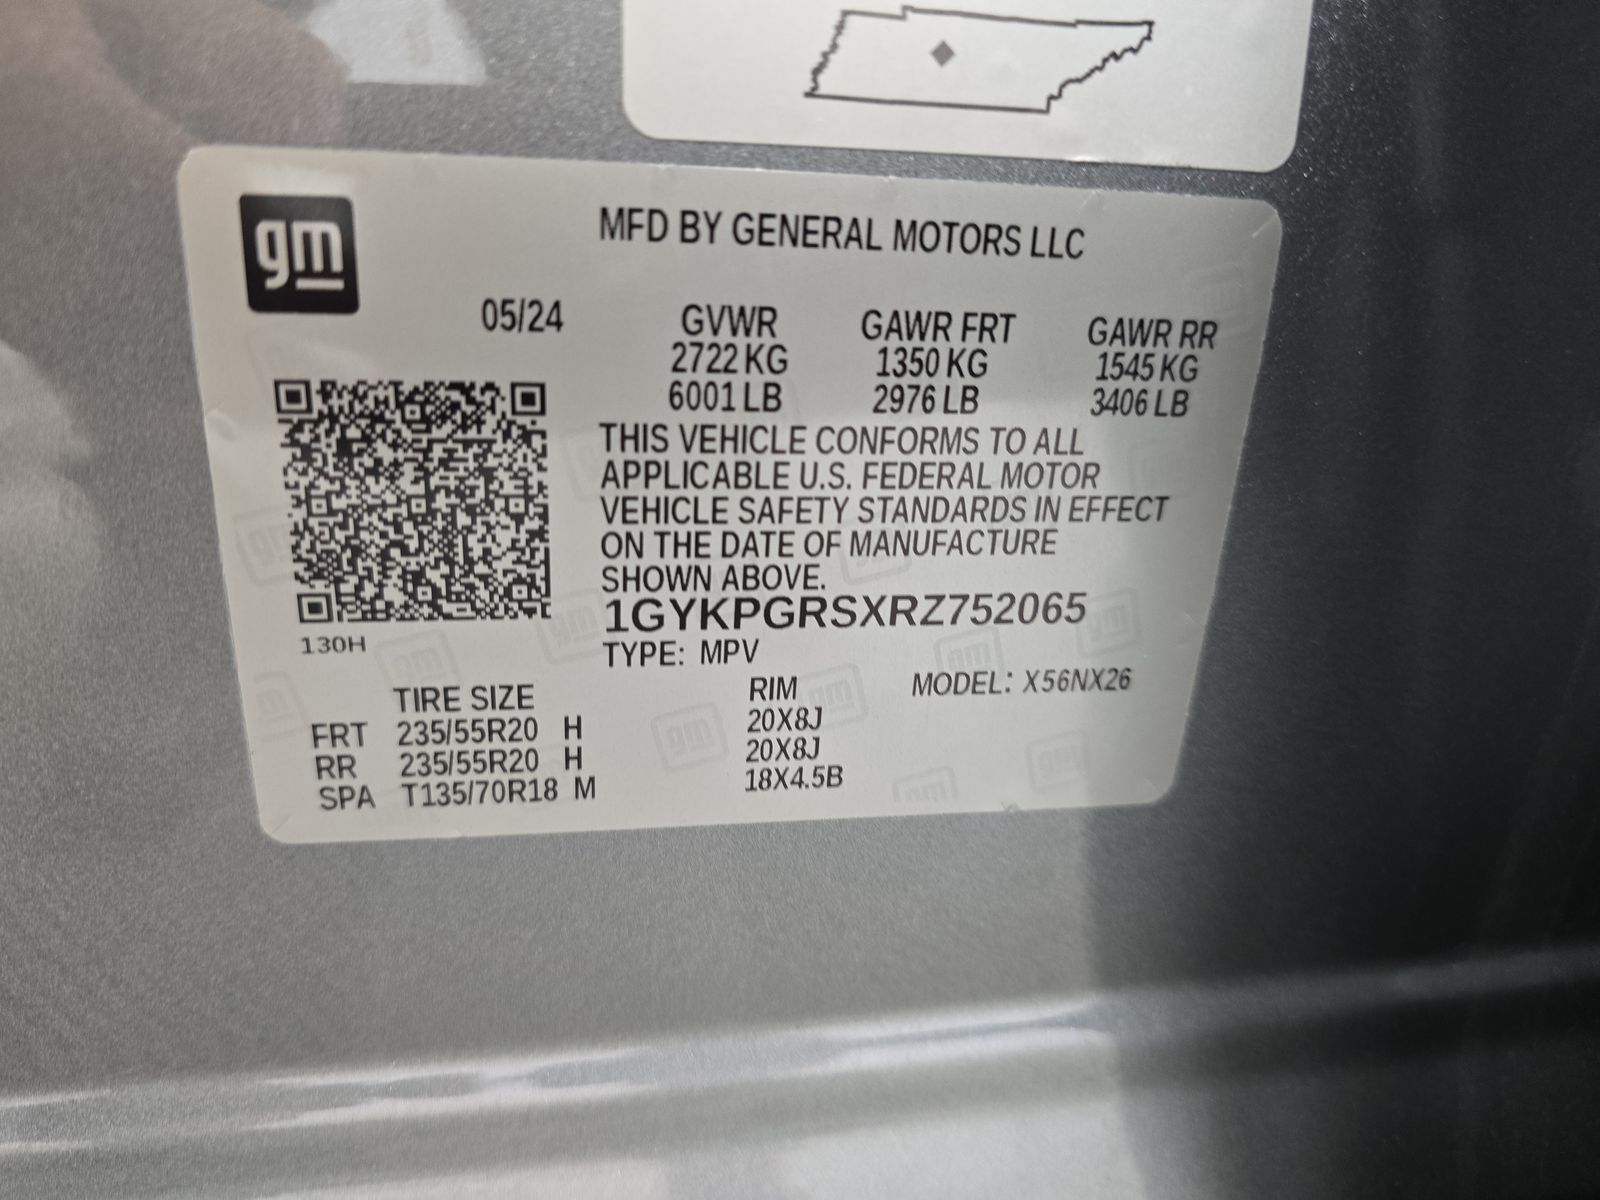 gm
MFD BY GENERAL MOTORS LLC
05/24 GVWR GAWR FRT GAWR RR
2722 KG 1350 KG 1545 KG
6001 LB 2976 LB 3406 LB
THIS VEHICLE CONFORMS TO ALL
APPLICABLE U.S. FEDERAL MOTOR
VEHICLE SAFETY STANDARDS IN EFFECT
ON THE DATE OF MANUFACTURE
SHOWN ABOVE.
1GYKPGRSXRZ752065
130H
TYPE: MPV
MODEL: X56NX26
TIRE SIZE RIM
FRT 235/55R20 H 20X8J
RR 235/55R20 H 20X8J
SPA T135/70R18 M 18X4.5B